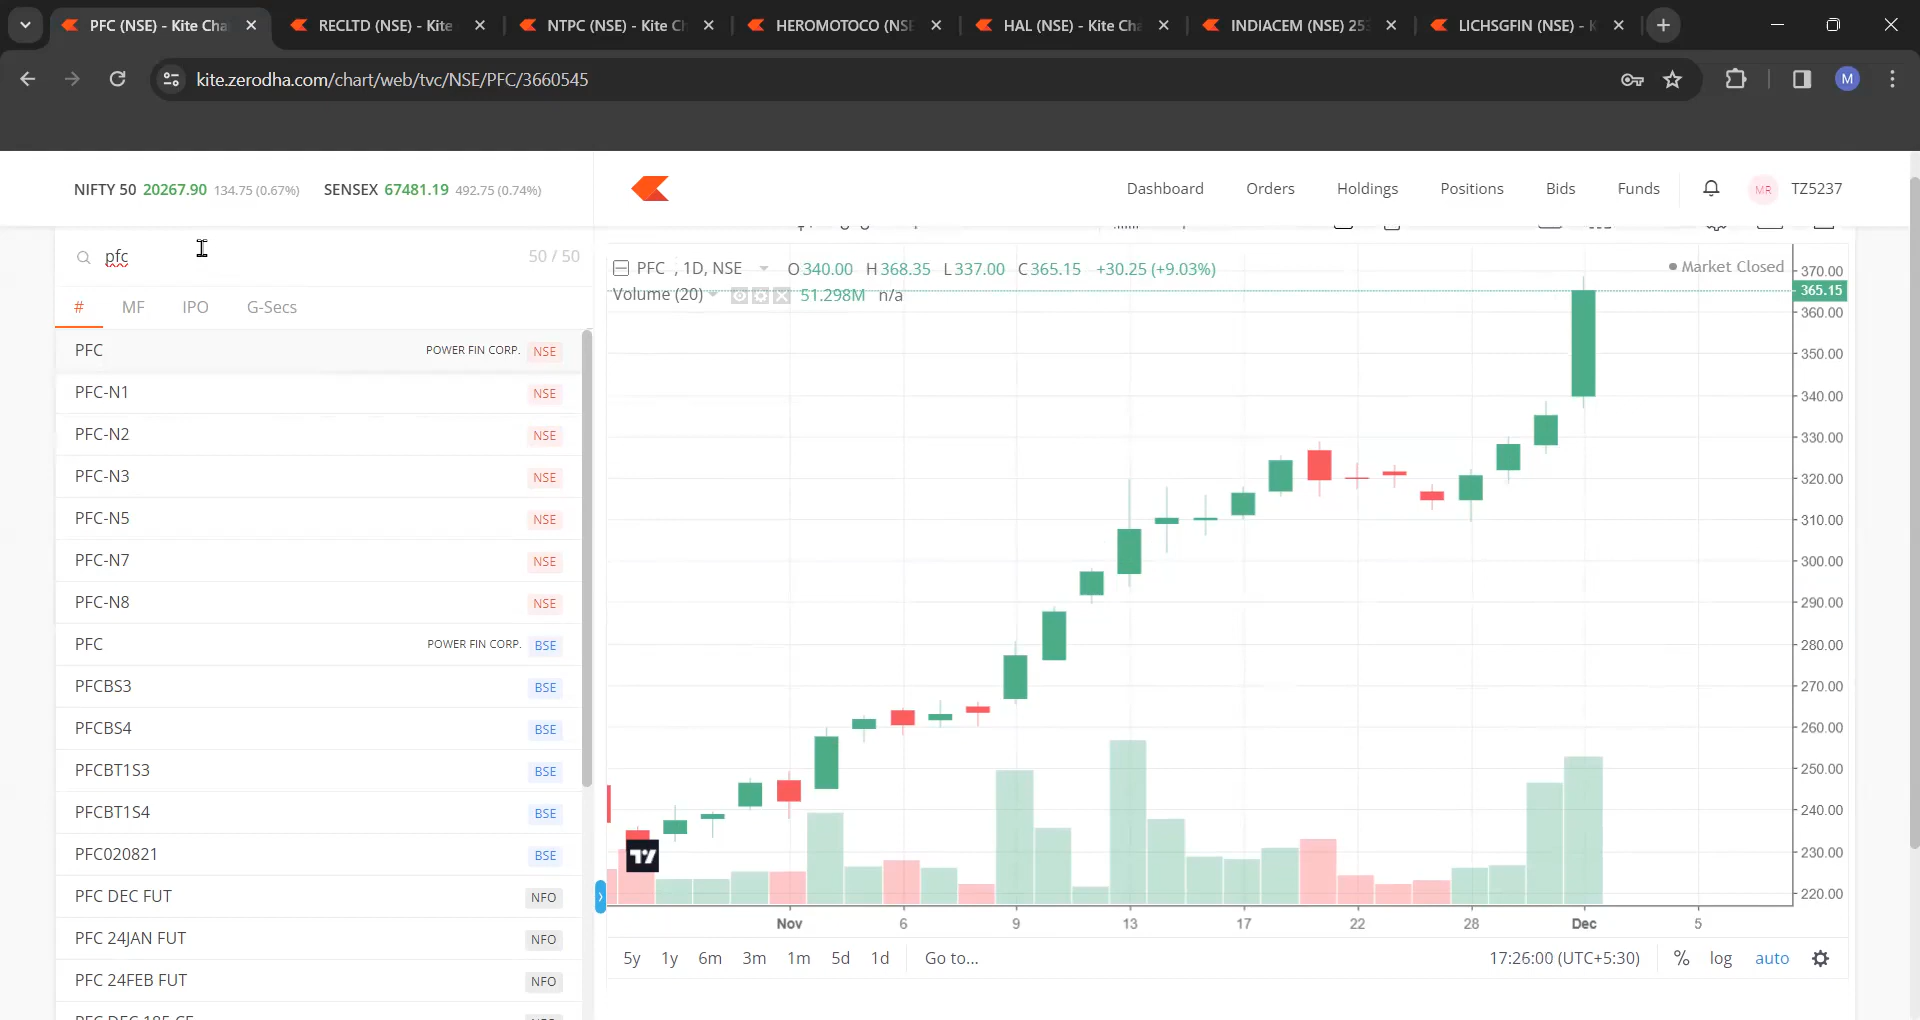 PFC (NSE) - Kite Cha
RECLTD (NSE) - Kite
NTPC (NSE) - Kite Ch
HEROMOTOCO (NSE
HAL (NSE) - Kite Cha
INDIACEM (NSE) 253
LICHSGFIN (NSE) - K
kite.zerodha.com/chart/web/tvc/NSE/PFC/3660545
M
NIFTY 50 20267.90 134.75 (0.67%) SENSEX 67481.19 492.75 (0.74%)
Dashboard Orders Holdings Positions Bids Funds MR TZ5237
pfc 50 / 50
# MF IPO G-Secs
PFC POWER FIN CORP. NSE
PFC-N1 NSE
PFC-N2 NSE
PFC-N3 NSE
PFC-N5 NSE
PFC-N7 NSE
PFC-N8 NSE
PFC POWER FIN CORP. BSE
PFCBS3 BSE
PFCBS4 BSE
PFCBT1S3 BSE
PFCBT1S4 BSE
PFC020821 BSE
PFC DEC FUT NFO
PFC 24JAN FUT NFO
PFC 24FEB FUT NFO
PFC , 1D, NSE O340.00 H368.35 L337.00 C365.15 +30.25 (+9.03%)
Market Closed
Volume (20) 51.298M n/a
370.00
365.15
360.00
350.00
340.00
330.00
320.00
310.00
300.00
290.00
280.00
270.00
260.00
250.00
240.00
230.00
220.00
Nov 6 9 13 17 22 28 Dec 5
5y 1y 6m 3m 1m 5d 1d Go to... 17:26:00 (UTC+5:30) % log auto